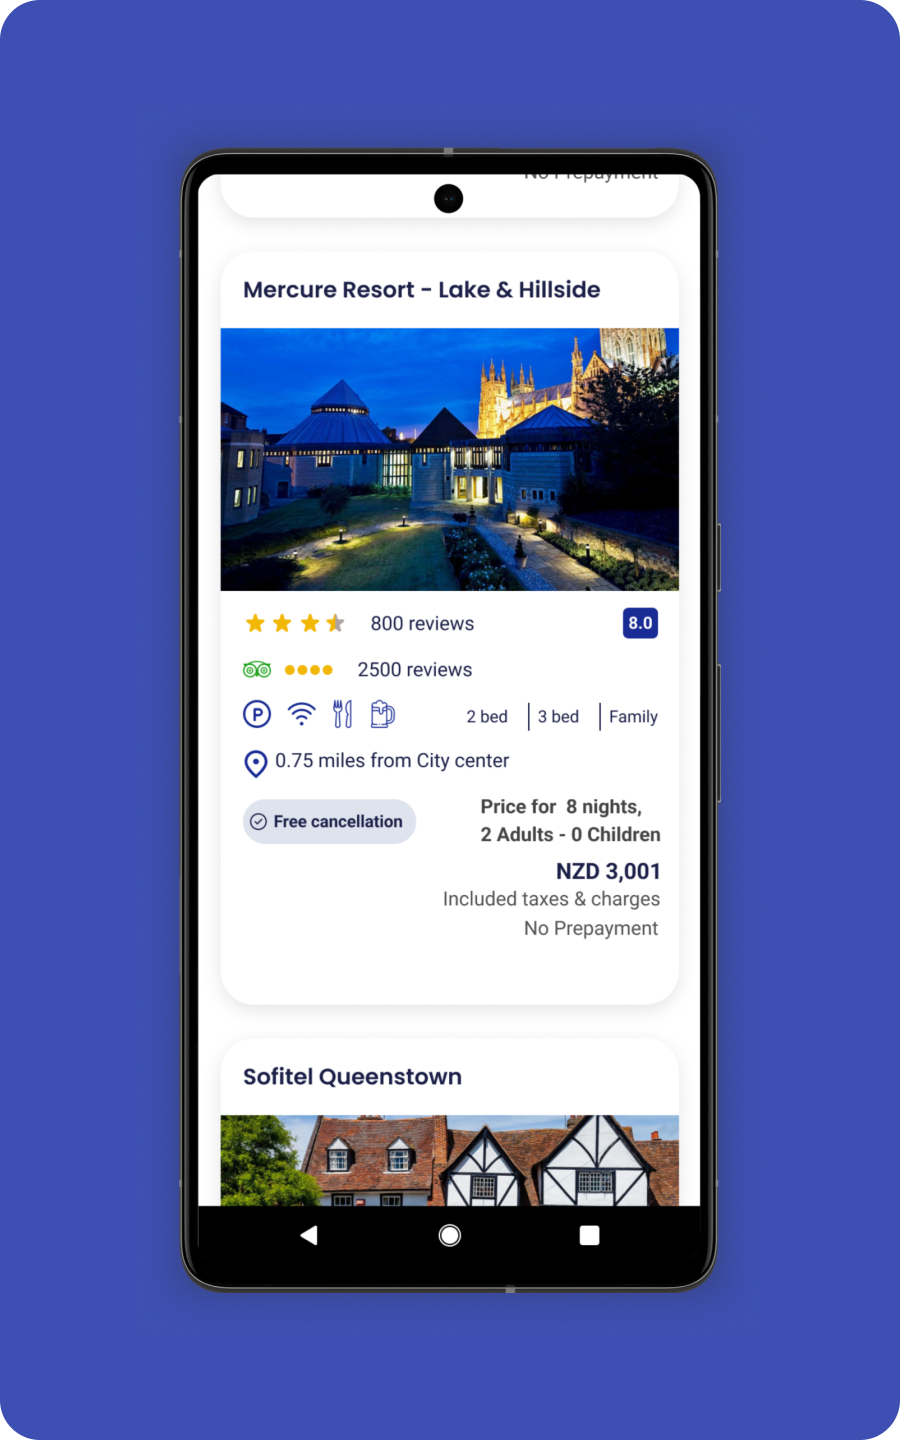 No Prepayment
Mercure Resort - Lake & Hillside
800 reviews
8.0
2500 reviews
P
2 bed | 3 bed | Family
0.75 miles from City center
Free cancellation
Price for 8 nights,
2 Adults - 0 Children
NZD 3,001
Included taxes & charges
No Prepayment
Sofitel Queenstown